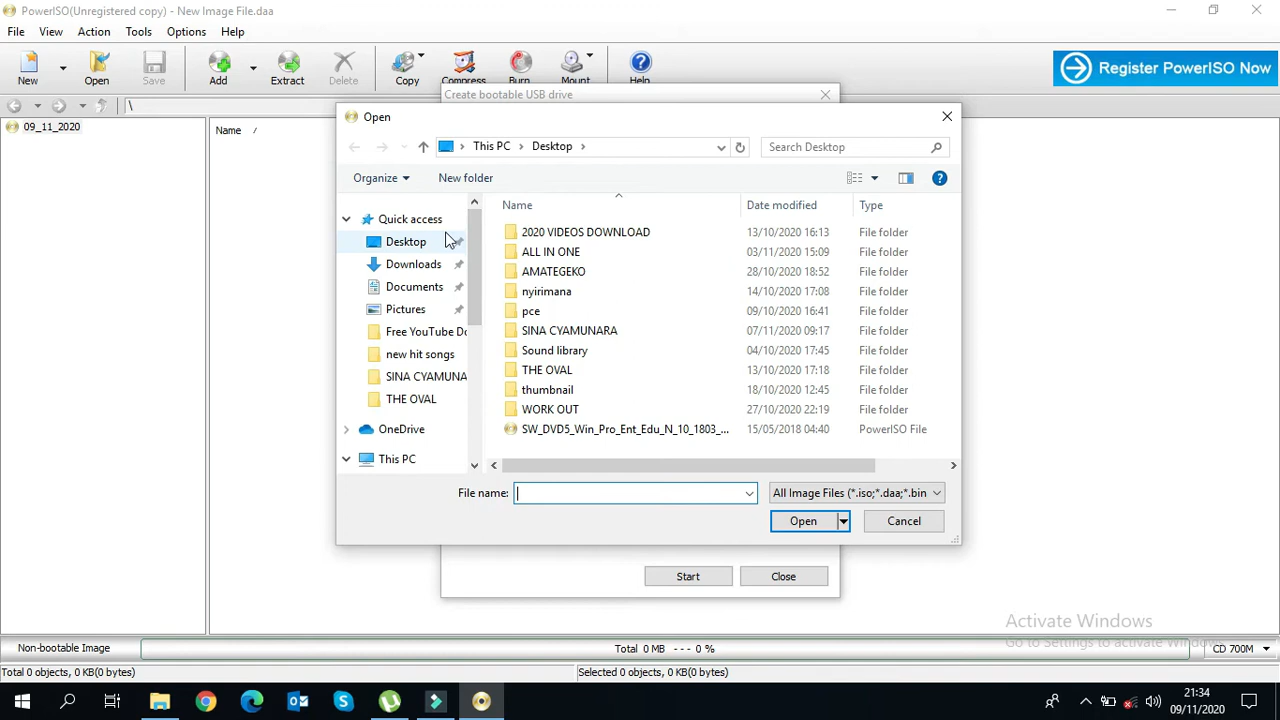 PowerISO(Unregistered copy) - New Image File.daa
File View Action Tools Options Help
New Open Save Add Extract Delete Copy Compress Burn Mount Help
Register PowerISO Now
\
Create bootable USB drive
09_11_2020
Name /
Open
This PC > Desktop >
Search Desktop
Organize New folder
Name Date modified Type
Quick access
Desktop
Downloads
Documents
Pictures
Free YouTube Do
new hit songs
SINA CYAMUNA
THE OVAL
OneDrive
This PC
2020 VIDEOS DOWNLOAD 13/10/2020 16:13 File folder
ALL IN ONE 03/11/2020 15:09 File folder
AMATEGEKO 28/10/2020 18:52 File folder
nyirimana 14/10/2020 17:08 File folder
pce 09/10/2020 16:41 File folder
SINA CYAMUNARA 07/11/2020 09:17 File folder
Sound library 04/10/2020 17:45 File folder
THE OVAL 13/10/2020 17:18 File folder
thumbnail 18/10/2020 12:45 File folder
WORK OUT 27/10/2020 22:19 File folder
SW_DVD5_Win_Pro_Ent_Edu_N_10_1803_... 15/05/2018 04:40 PowerISO File
File name: All Image Files (*.iso;*.daa;*.bin
Open Cancel
Start Close
Activate Windows
Go to Settings to activate Windows.
Non-bootable Image Total 0 MB --- 0 % CD 700M
Total 0 objects, 0 KB(0 bytes) Selected 0 objects, 0 KB(0 bytes)
21:34
09/11/2020